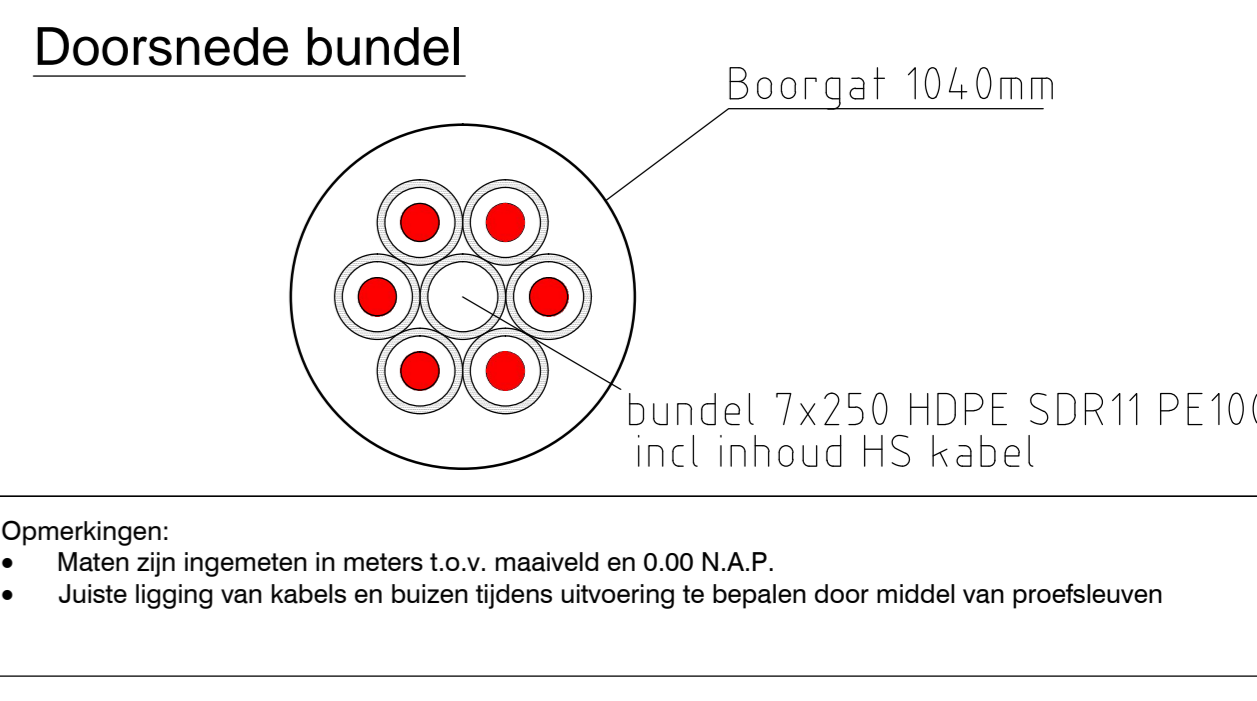 Doorsnede bundel
Boorgat 1040mm
bundel 7x250 HDPE SDR11 PE100
incl inhoud HS kabel
Opmerkingen:
• Maten zijn ingemeten in meters t.o.v. maaiveld en 0.00 N.A.P.
• Juiste ligging van kabels en buizen tijdens uitvoering te bepalen door middel van proefsleuven